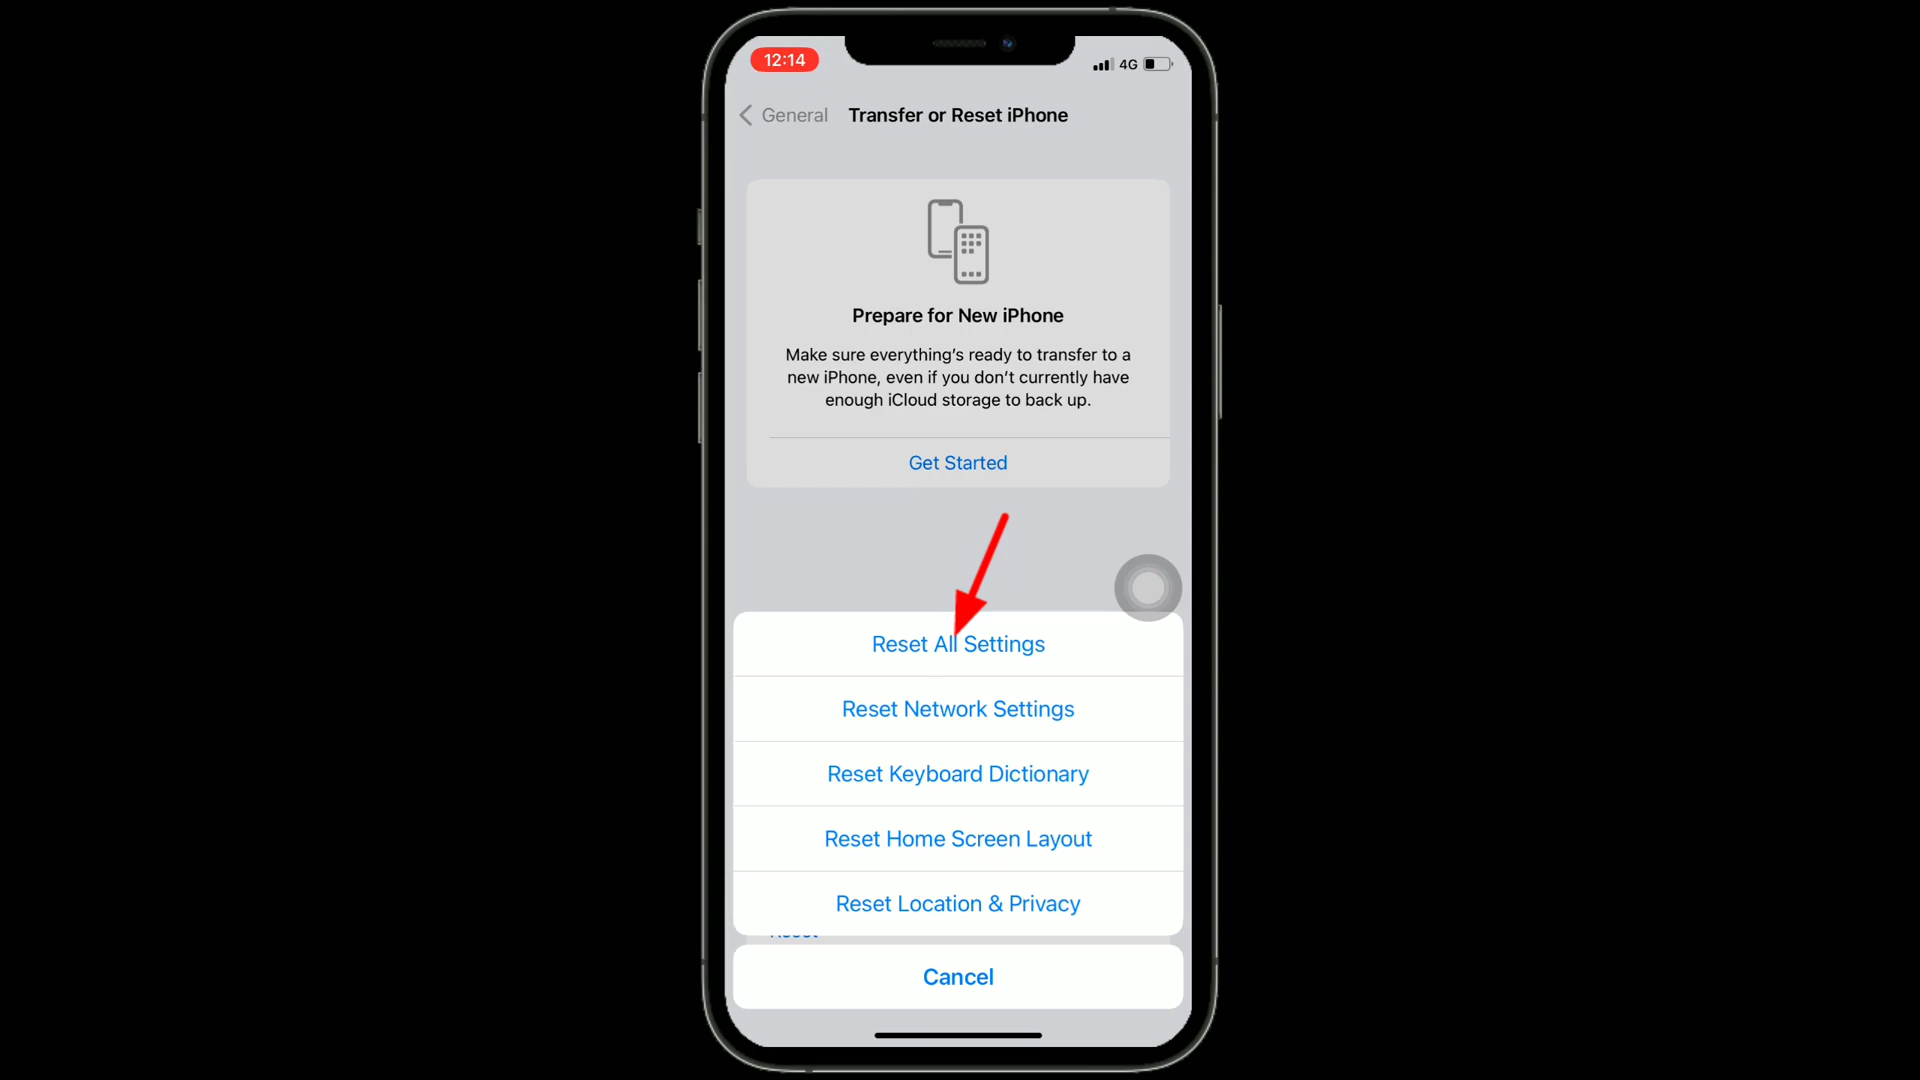 12:14
4G
General
Transfer or Reset iPhone
Prepare for New iPhone
Make sure everything’s ready to transfer to a
new iPhone, even if you don’t currently have
enough iCloud storage to back up.
Get Started
Reset All Settings
Reset Network Settings
Reset Keyboard Dictionary
Reset Home Screen Layout
Reset Location & Privacy
Reset
Cancel